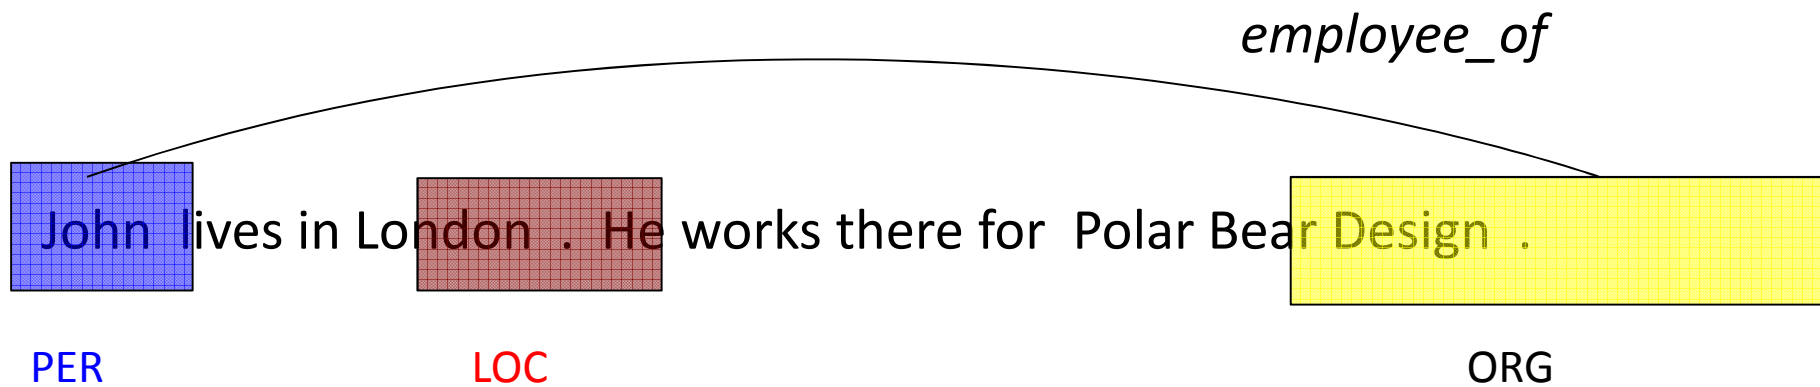 employee_of
John lives in London . He works there for Polar Bear Design .
PER LOC ORG